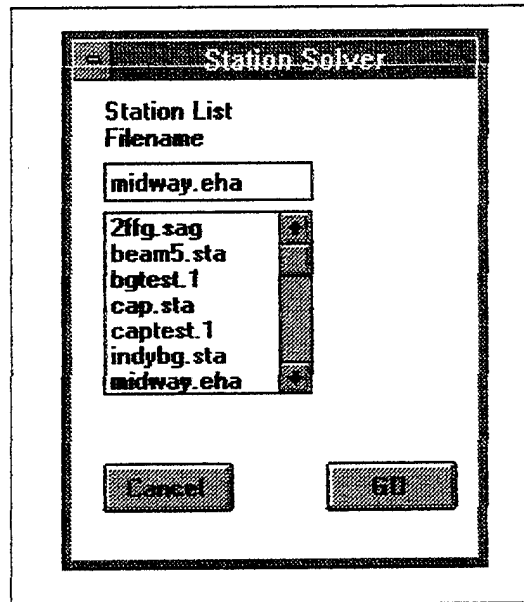 Station Solver
Station List
Filename
midway.eha
2ffg.sag
beam5.sta
bgtest.1
cap.sta
captest.1
indybg.sta
midway.eha
Cancel
GO